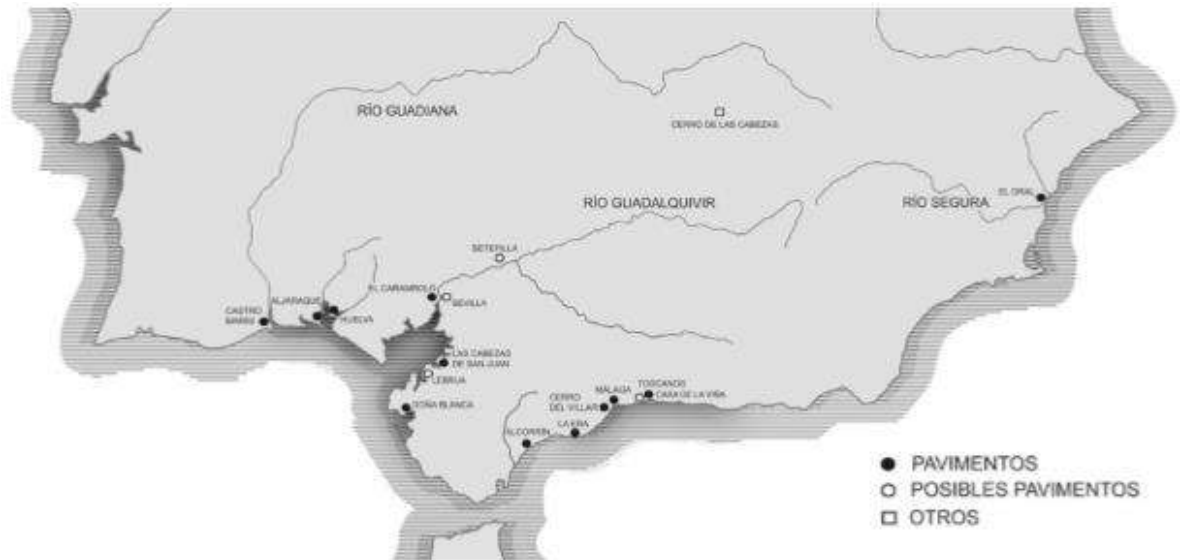 RÍO GUADIANA
CERRO DE LAS CABEZAS
RÍO GUADALQUIVIR
RÍO SEGURA
EL ORAL
SETEFILLA
EL CARAMBOLO
SEVILLA
ALJARAQUE
HUELVA
CASTRO
MARIM
LAS CABEZAS
DE SAN JUAN
LEBRIJA
DOÑA BLANCA
TOSCANOS
CASA DE LA VIÑA
MÁLAGA
CERRO
DEL VILLAR
LA ERA
ALCORRÍN
PAVIMENTOS
POSIBLES PAVIMENTOS
OTROS